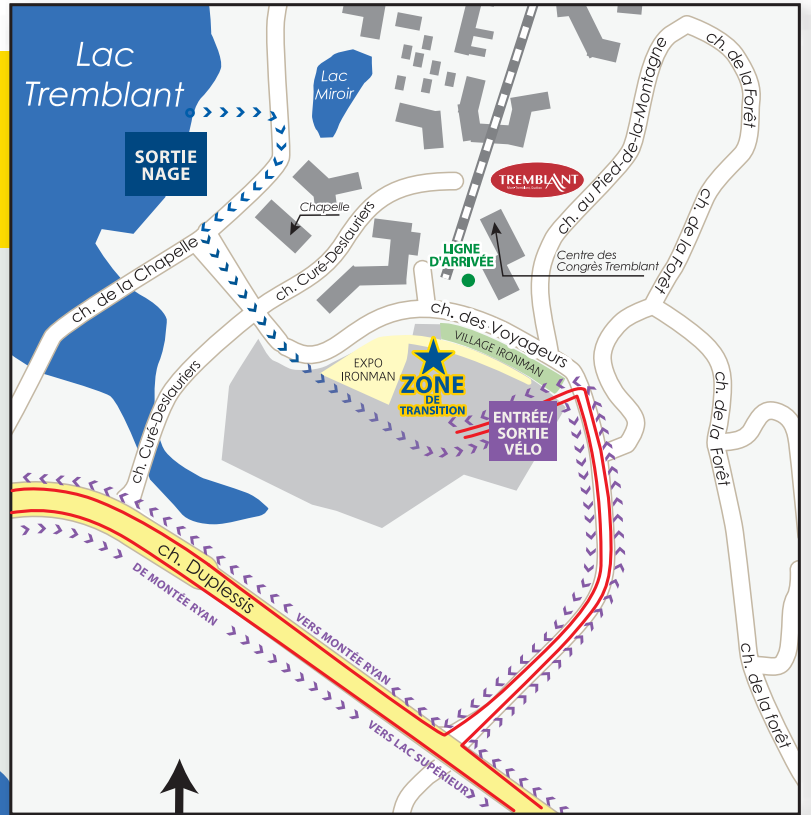 Lac
Tremblant
Lac
Miroir
SORTIE
NAGE
Chapelle
TREMBLANT
LIGNE
D'ARRIVÉE
Centre des
Congrès Tremblant
ch. au Pied-de-la-Montagne
ch. de la Forêt
ch. de la Forêt
ch. de la Forêt
ch. de la forêt
ch. de la Chapelle
ch. Curé-Deslauriers
ch. Curé-Deslauriers
ch. des Voyageurs
VILLAGE IRONMAN
EXPO
IRONMAN
ZONE
DE
TRANSITION
ENTRÉE/
SORTIE
VÉLO
ch. Duplessis
DE MONTÉE RYAN
VERS MONTÉE RYAN
VERS LAC SUPÉRIEUR